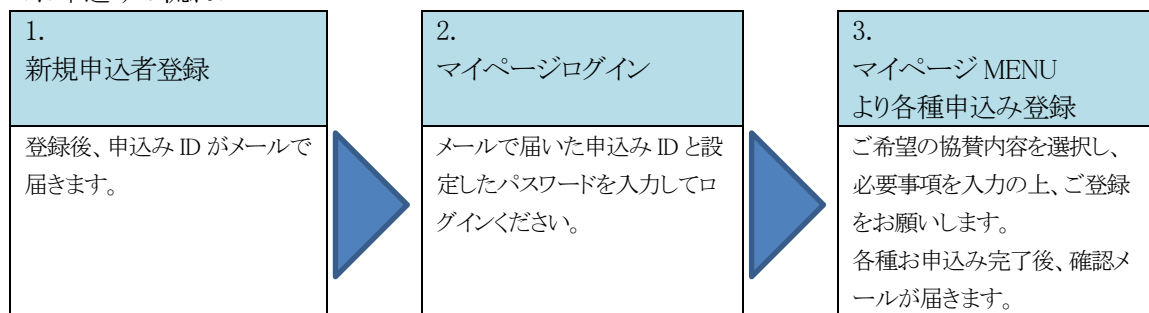 1.
新規申込者登録
登録後、申込み ID がメールで
届きます。
2.
マイページログイン
メールで届いた申込み ID と設
定したパスワードを入力してロ
グインください。
3.
マイページ MENU
より各種申込み登録
ご希望の協賛内容を選択し、
必要事項を入力の上、ご登録
をお願いします。
各種お申込み完了後、確認メ
ールが届きます。